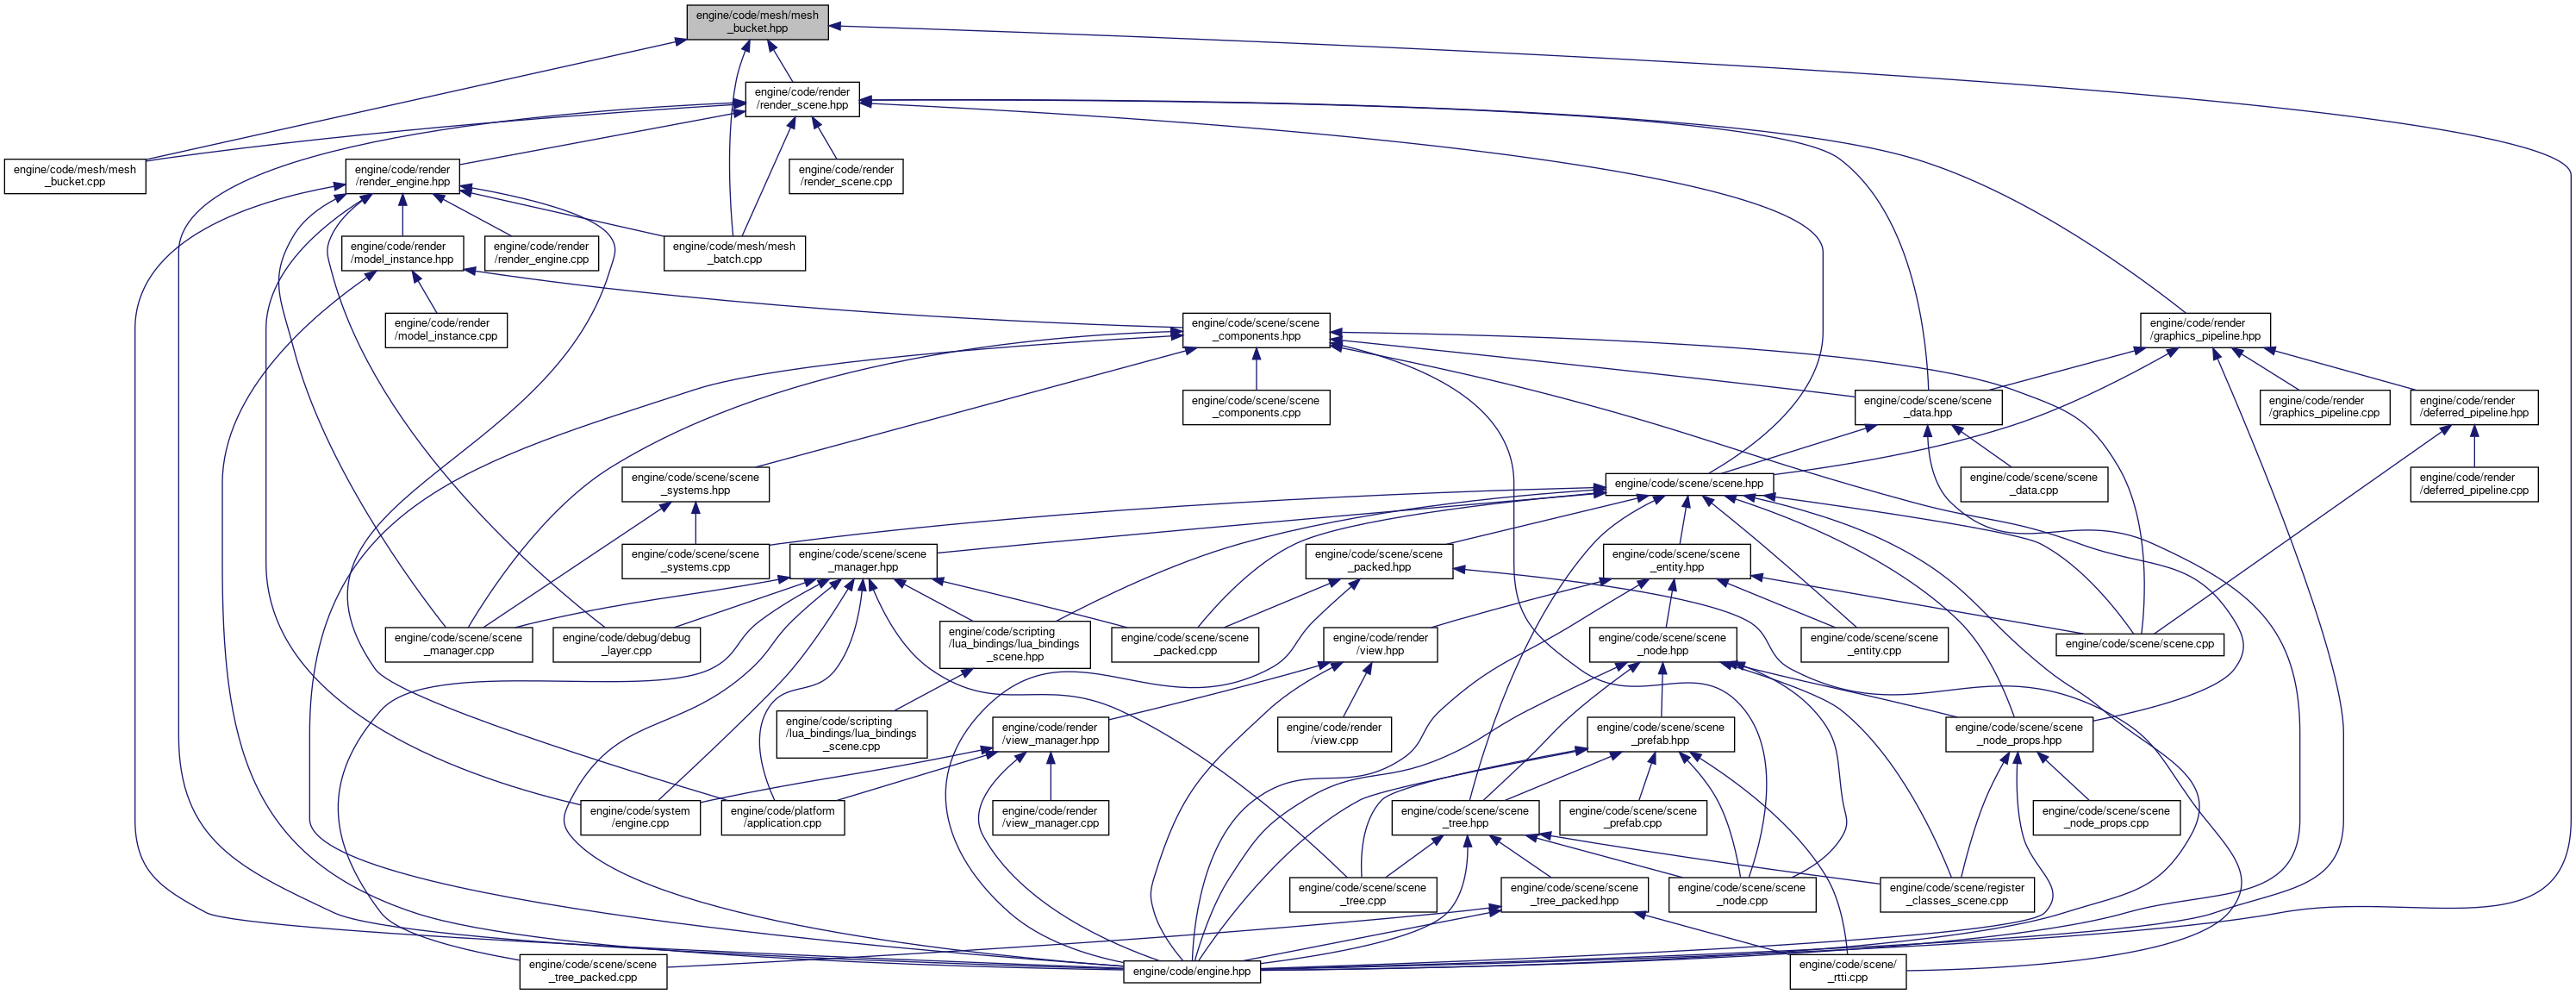 engine/code/mesh/mesh
_bucket.hpp
engine/code/render
/render_scene.hpp
engine/code/mesh/mesh
_bucket.cpp
engine/code/render
/render_engine.hpp
engine/code/render
/render_scene.cpp
engine/code/render
/model_instance.hpp
engine/code/render
/render_engine.cpp
engine/code/mesh/mesh
_batch.cpp
engine/code/render
/model_instance.cpp
engine/code/scene/scene
_components.hpp
engine/code/render
/graphics_pipeline.hpp
engine/code/scene/scene
_components.cpp
engine/code/scene/scene
_data.hpp
engine/code/render
/graphics_pipeline.cpp
engine/code/render
/deferred_pipeline.hpp
engine/code/scene/scene
_systems.hpp
engine/code/scene/scene.hpp
engine/code/scene/scene
_data.cpp
engine/code/render
/deferred_pipeline.cpp
engine/code/scene/scene
_systems.cpp
engine/code/scene/scene
_manager.hpp
engine/code/scene/scene
_packed.hpp
engine/code/scene/scene
_entity.hpp
engine/code/scene/scene
_manager.cpp
engine/code/debug/debug
_layer.cpp
engine/code/scripting
/lua_bindings/lua_bindings
_scene.hpp
engine/code/scene/scene
_packed.cpp
engine/code/render
/view.hpp
engine/code/scene/scene
_node.hpp
engine/code/scene/scene
_entity.cpp
engine/code/scene/scene.cpp
engine/code/scripting
/lua_bindings/lua_bindings
_scene.cpp
engine/code/render
/view_manager.hpp
engine/code/render
/view.cpp
engine/code/scene/scene
_prefab.hpp
engine/code/scene/scene
_node_props.hpp
engine/code/system
/engine.cpp
engine/code/platform
/application.cpp
engine/code/render
/view_manager.cpp
engine/code/scene/scene
_tree.hpp
engine/code/scene/scene
_prefab.cpp
engine/code/scene/scene
_node_props.cpp
engine/code/scene/scene
_tree.cpp
engine/code/scene/scene
_tree_packed.hpp
engine/code/scene/scene
_node.cpp
engine/code/scene/register
_classes_scene.cpp
engine/code/scene/scene
_tree_packed.cpp
engine/code/engine.hpp
engine/code/scene/
_rtti.cpp